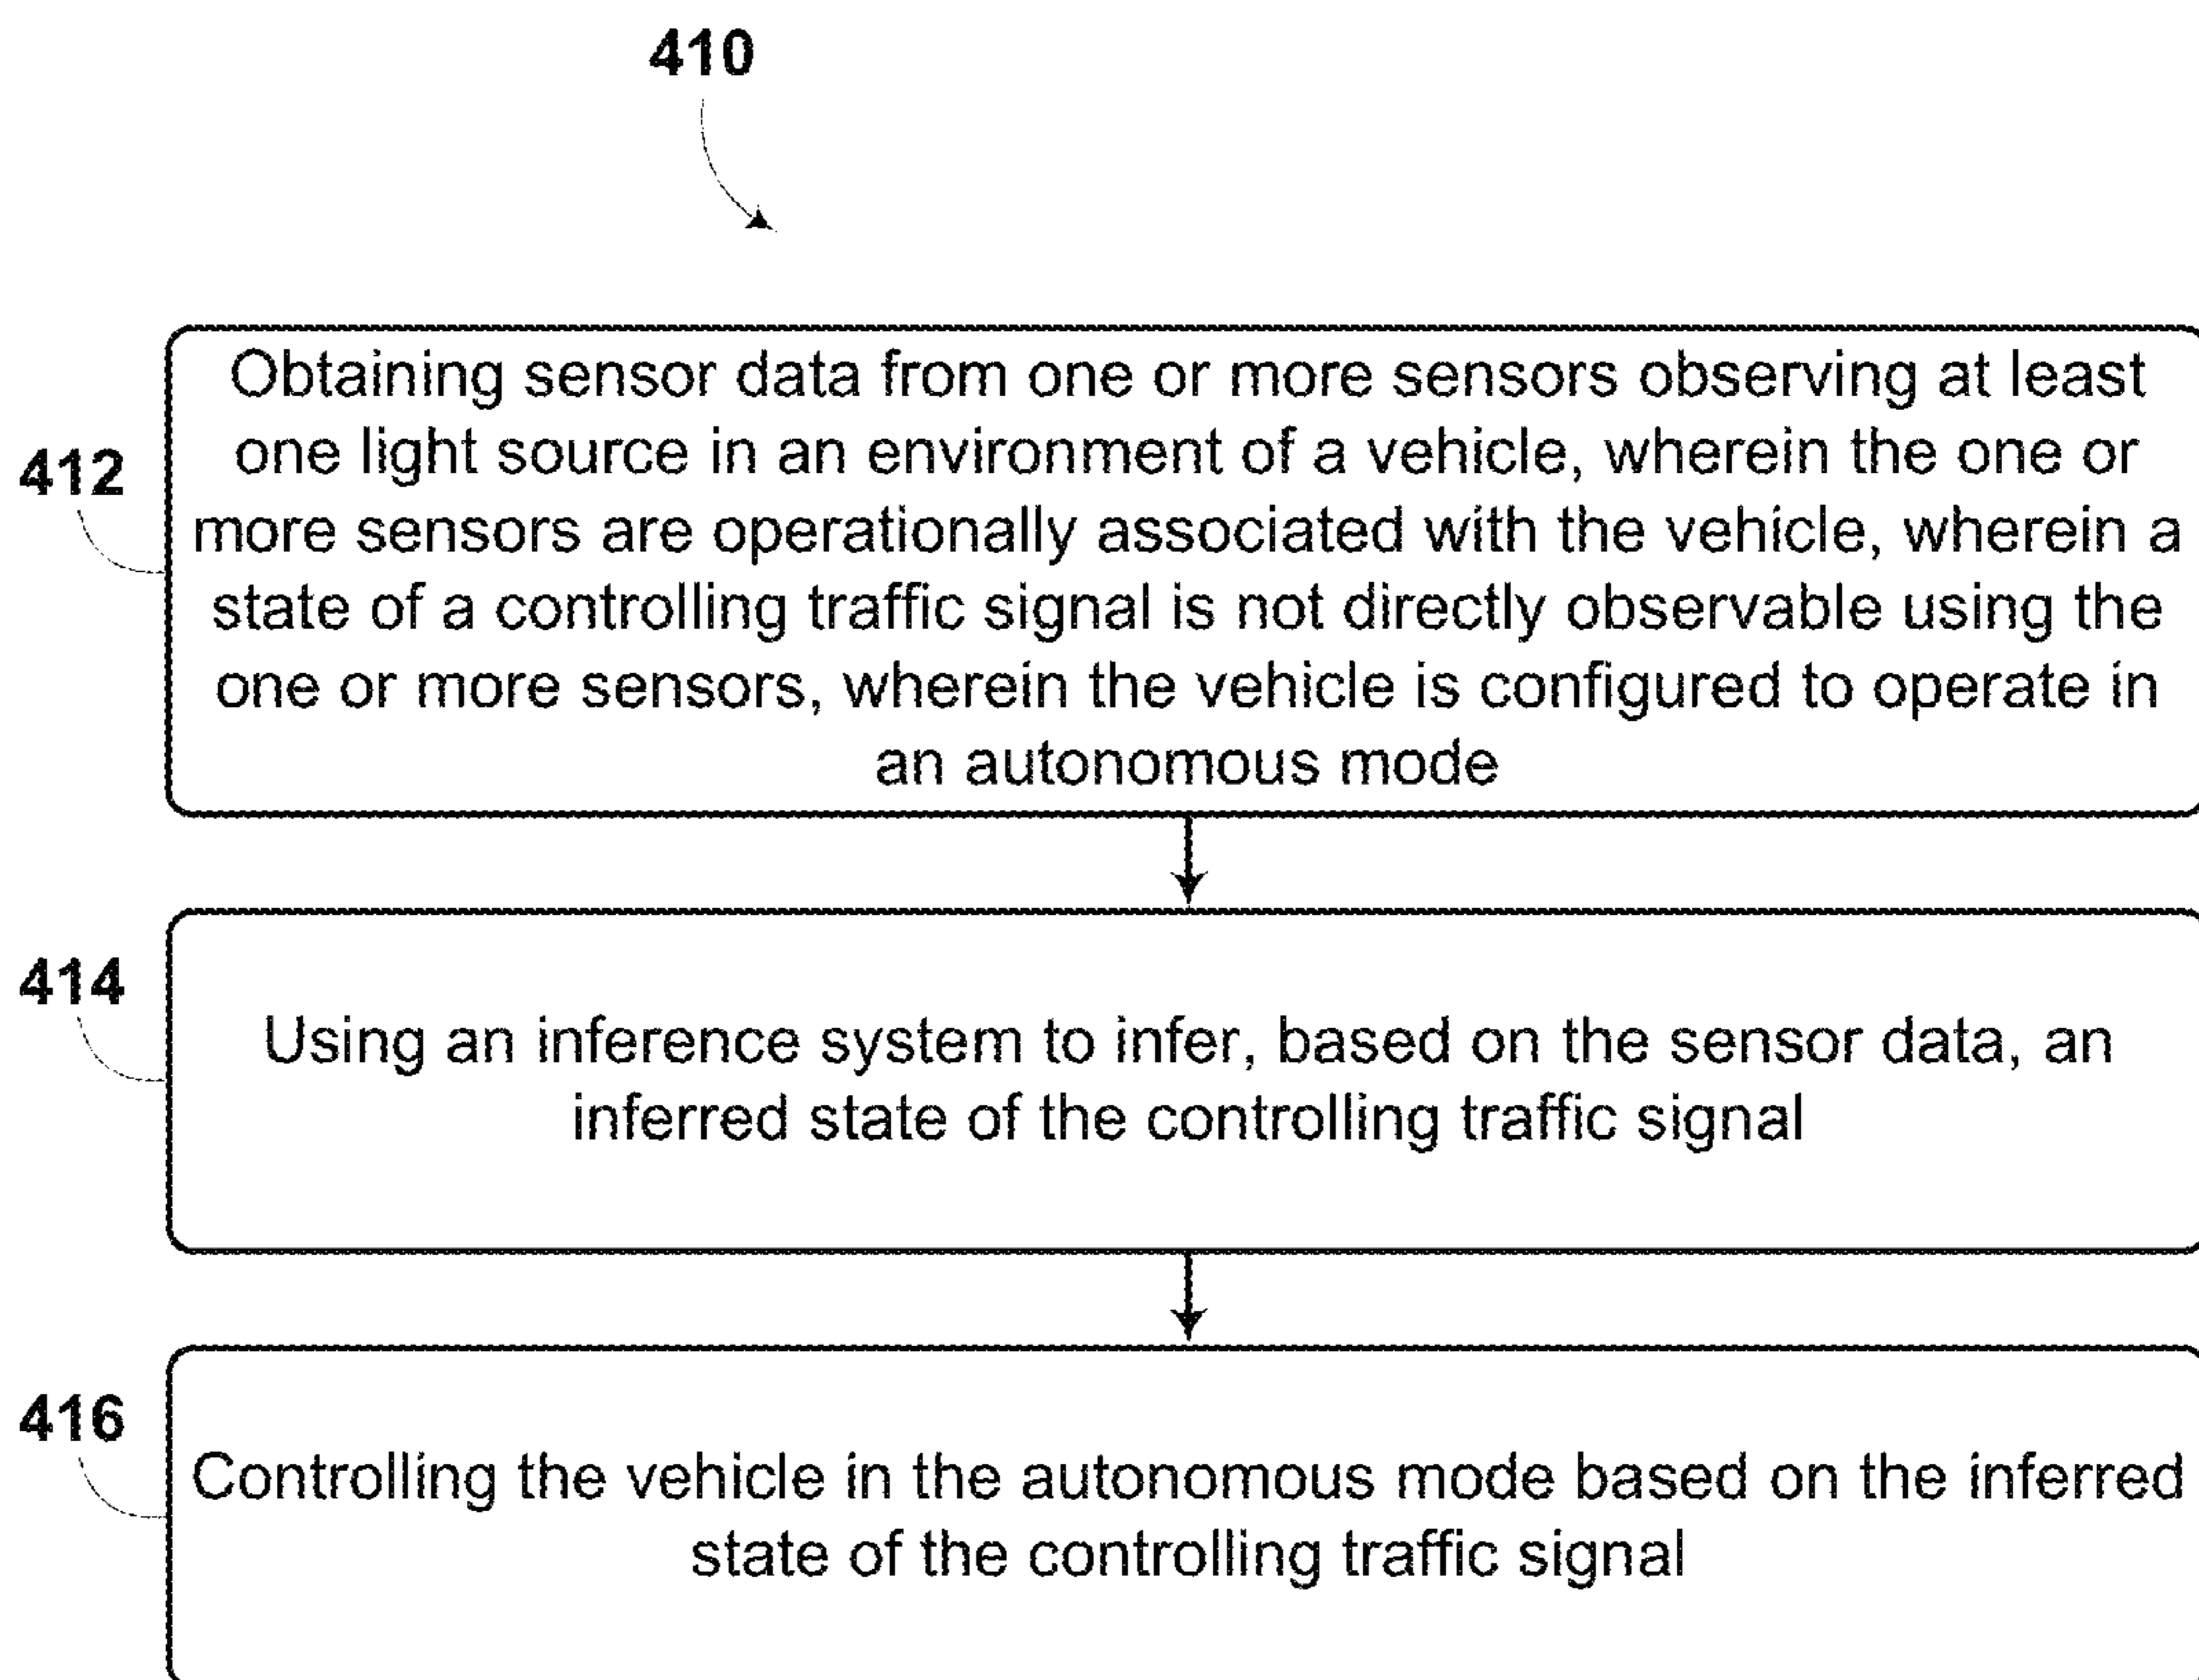 410
412
Obtaining sensor data from one or more sensors observing at least
one light source in an environment of a vehicle, wherein the one or
more sensors are operationally associated with the vehicle, wherein a
state of a controlling traffic signal is not directly observable using the
one or more sensors, wherein the vehicle is configured to operate in
an autonomous mode
414
Using an inference system to infer, based on the sensor data, an
inferred state of the controlling traffic signal
416
Controlling the vehicle in the autonomous mode based on the inferred
state of the controlling traffic signal